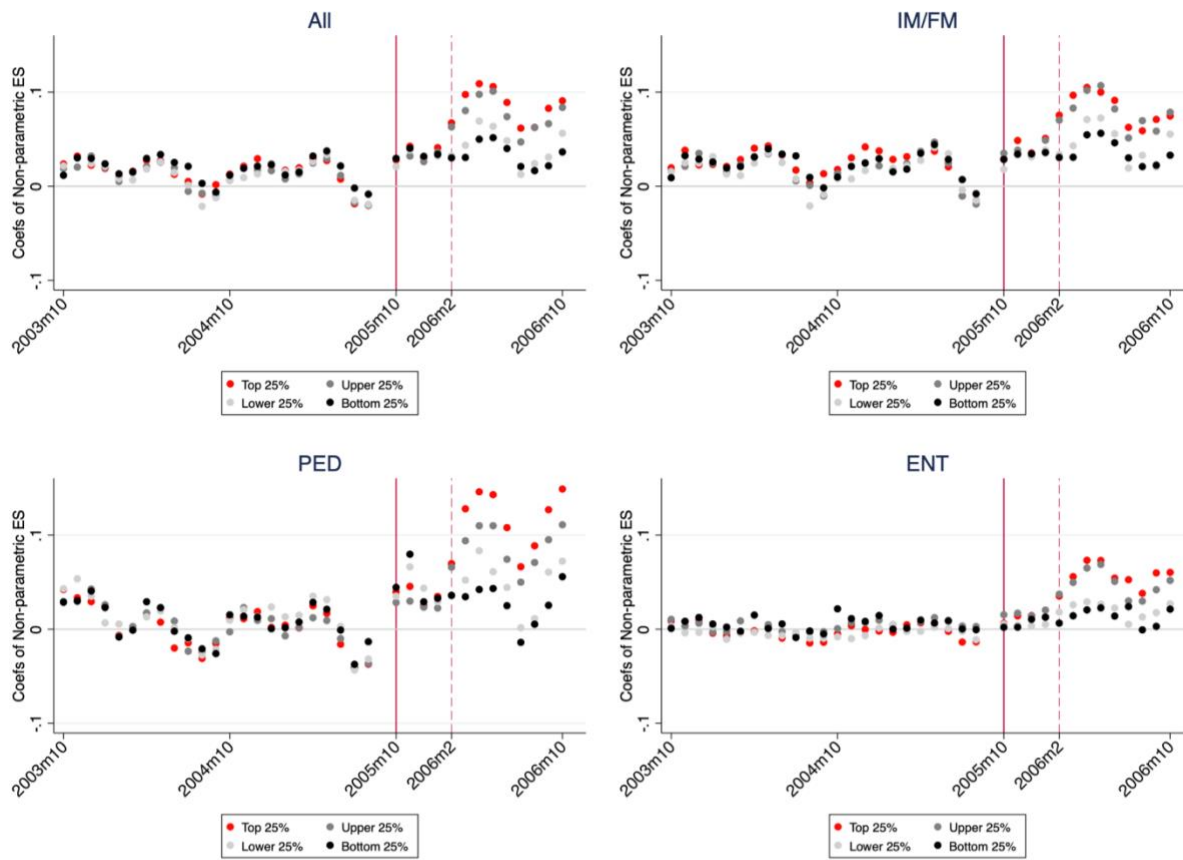 All
Coefs of Non-parametric ES
.1
0
-.1
2003m10
2004m10
2005m10
2006m2
2006m10
Top 25%
Upper 25%
Lower 25%
Bottom 25%
IM/FM
Coefs of Non-parametric ES
.1
0
-.1
2003m10
2004m10
2005m10
2006m2
2006m10
Top 25%
Upper 25%
Lower 25%
Bottom 25%
PED
Coefs of Non-parametric ES
.1
0
-.1
2003m10
2004m10
2005m10
2006m2
2006m10
Top 25%
Upper 25%
Lower 25%
Bottom 25%
ENT
Coefs of Non-parametric ES
.1
0
-.1
2003m10
2004m10
2005m10
2006m2
2006m10
Top 25%
Upper 25%
Lower 25%
Bottom 25%